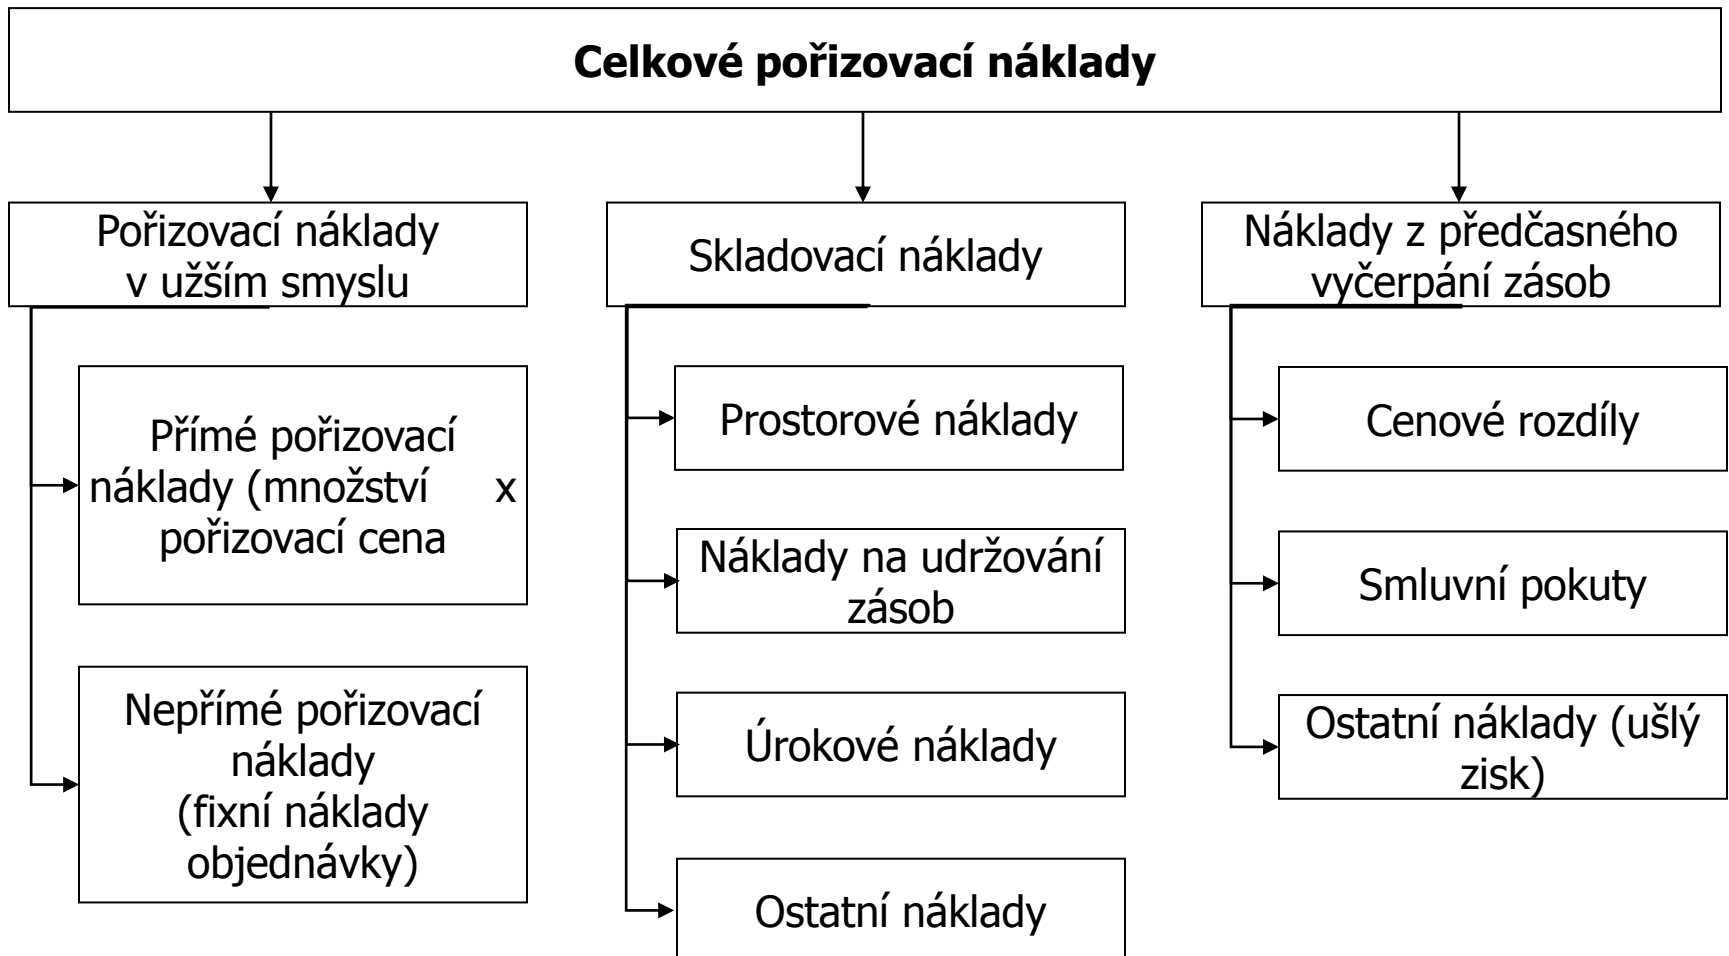 Celkové pořizovací náklady
Pořizovací náklady
v užším smyslu
Přímé pořizovací
náklady (množství x
pořizovací cena
Nepřímé pořizovací
náklady
(fixní náklady
objednávky)
Skladovací náklady
Prostorové náklady
Náklady na udržování
zásob
Úrokové náklady
Ostatní náklady
Náklady z předčasného
vyčerpání zásob
Cenové rozdíly
Smluvní pokuty
Ostatní náklady (ušlý
zisk)